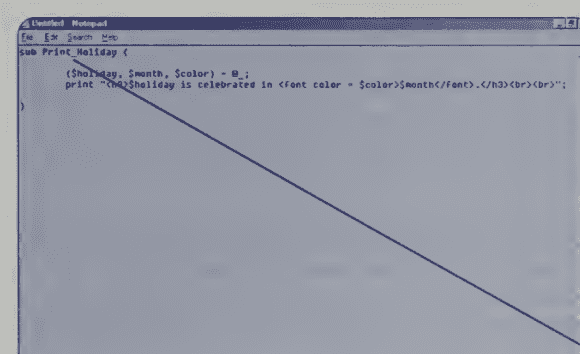 Untitled - Notepad
File Edit Search Help
sub Print_Holiday {
($holiday, $month, $color) = @_;
print "<h3>$holiday is celebrated in <font color = $color>$month</font>.</h3><br><br>";
}